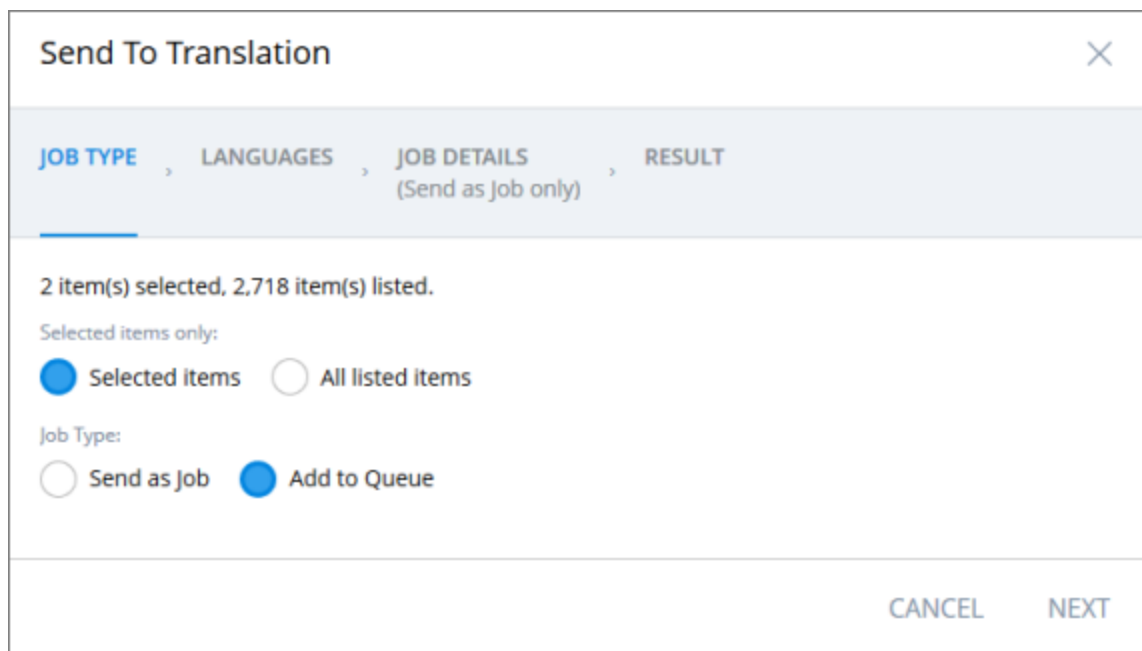 Send To Translation
JOB TYPE › LANGUAGES › JOB DETAILS › RESULT
(Send as Job only)
2 item(s) selected, 2,718 item(s) listed.
Selected items only:
Selected items All listed items
Job Type:
Send as Job Add to Queue
CANCEL NEXT